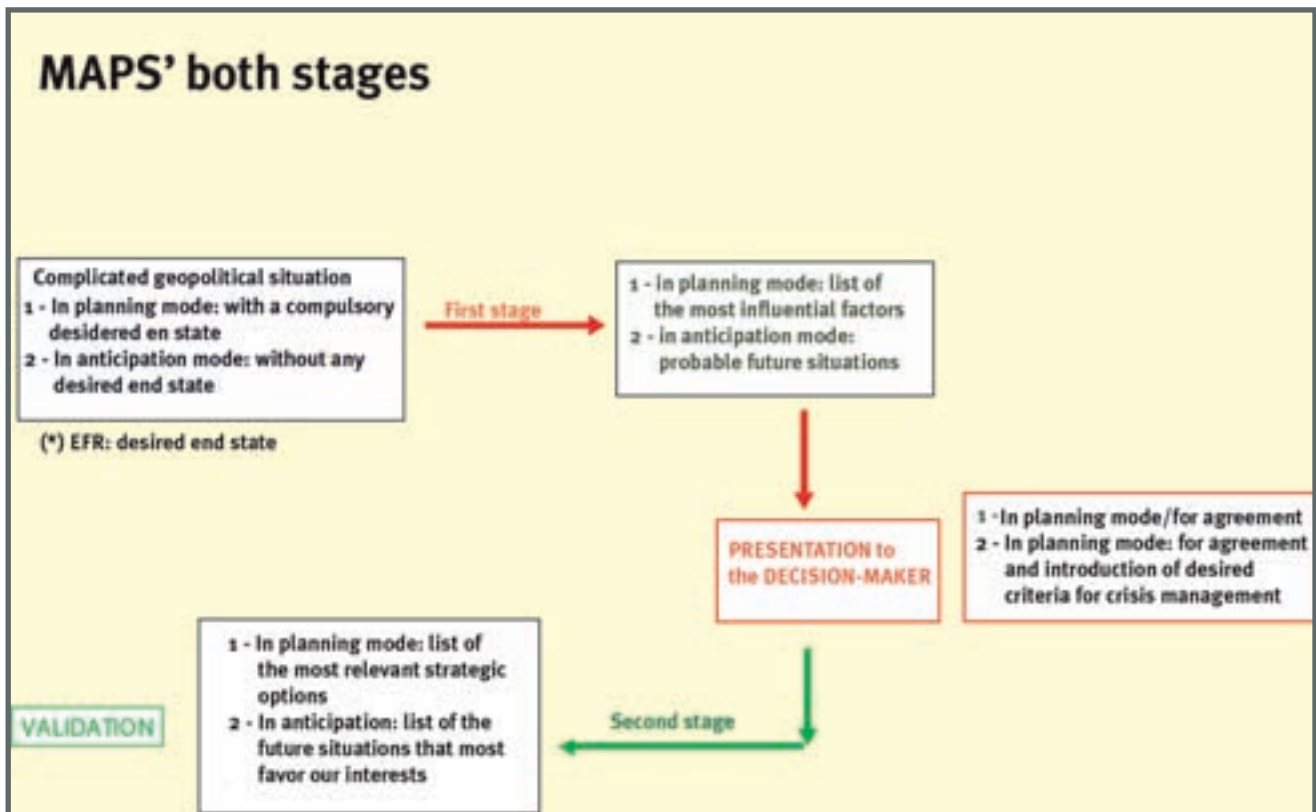 MAPS' both stages
Complicated geopolitical situation
1 - In planning mode: with a compulsory
desidered en state
2 - In anticipation mode: without any
desired end state
(*) EFR: desired end state
First stage
1 - In planning mode: list of
the most influential factors
2 - in anticipation mode:
probable future situations
PRESENTATION to
the DECISION-MAKER
1 -In planning mode/for agreement
2 - In planning mode: for agreement
and introduction of desired
criteria for crisis management
Second stage
1 - In planning mode: list of
the most relevant strategic
options
2 - In anticipation: list of the
future situations that most
favor our interests
VALIDATION